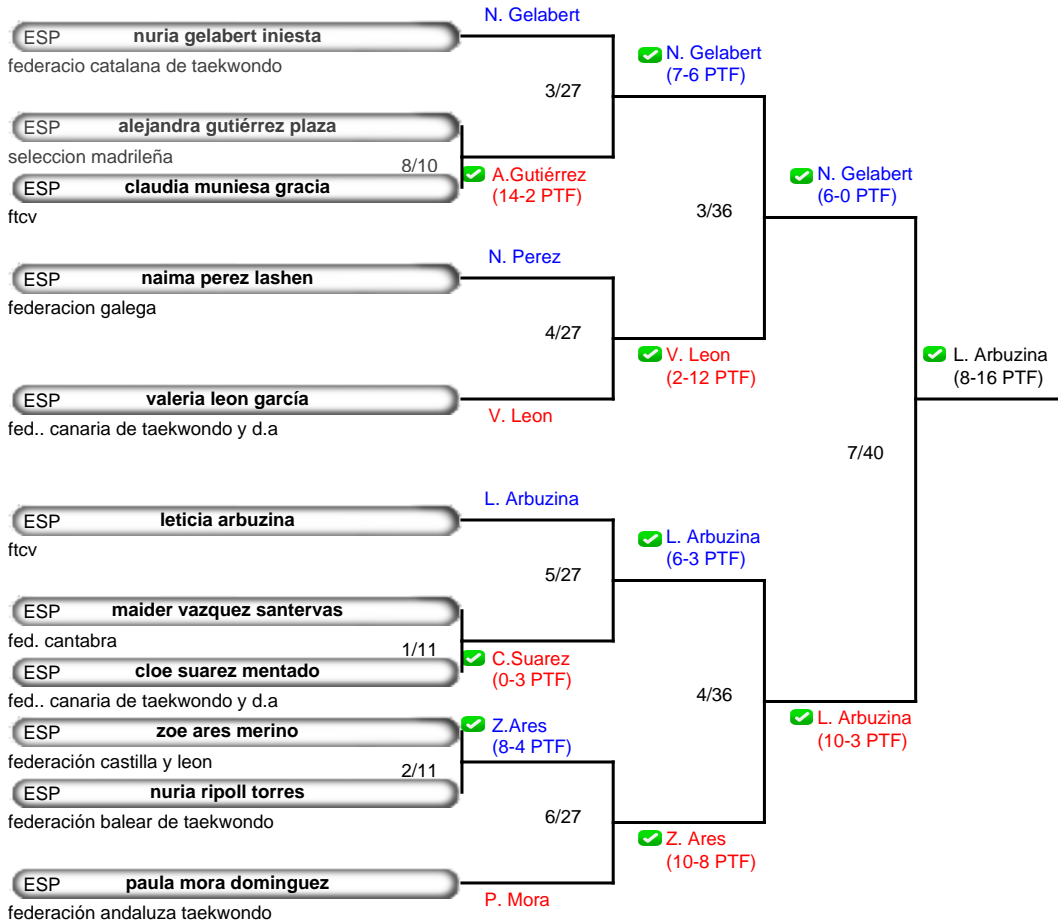 N. Gelabert
ESP nuria gelabert iniesta
federacio catalana de taekwondo
N. Gelabert
(7-6 PTF)
3/27
ESP alejandra gutiérrez plaza
seleccion madrileña
8/10
A.Gutiérrez
(14-2 PTF)
ESP claudia muniesa gracia
ftcv
N. Gelabert
(6-0 PTF)
3/36
N. Perez
ESP naima perez lashen
federacion galega
4/27
V. Leon
(2-12 PTF)
L. Arbuzina
(8-16 PTF)
ESP valeria leon garcía
fed.. canaria de taekwondo y d.a
V. Leon
7/40
L. Arbuzina
ESP leticia arbuzina
ftcv
L. Arbuzina
(6-3 PTF)
5/27
ESP maider vazquez santervas
fed. cantabra
1/11
C.Suarez
(0-3 PTF)
ESP cloe suarez mentado
fed.. canaria de taekwondo y d.a
4/36
L. Arbuzina
(10-3 PTF)
ESP zoe ares merino
federación castilla y leon
Z.Ares
(8-4 PTF)
2/11
ESP nuria ripoll torres
federación balear de taekwondo
6/27
Z. Ares
(10-8 PTF)
ESP paula mora dominguez
federación andaluza taekwondo
P. Mora